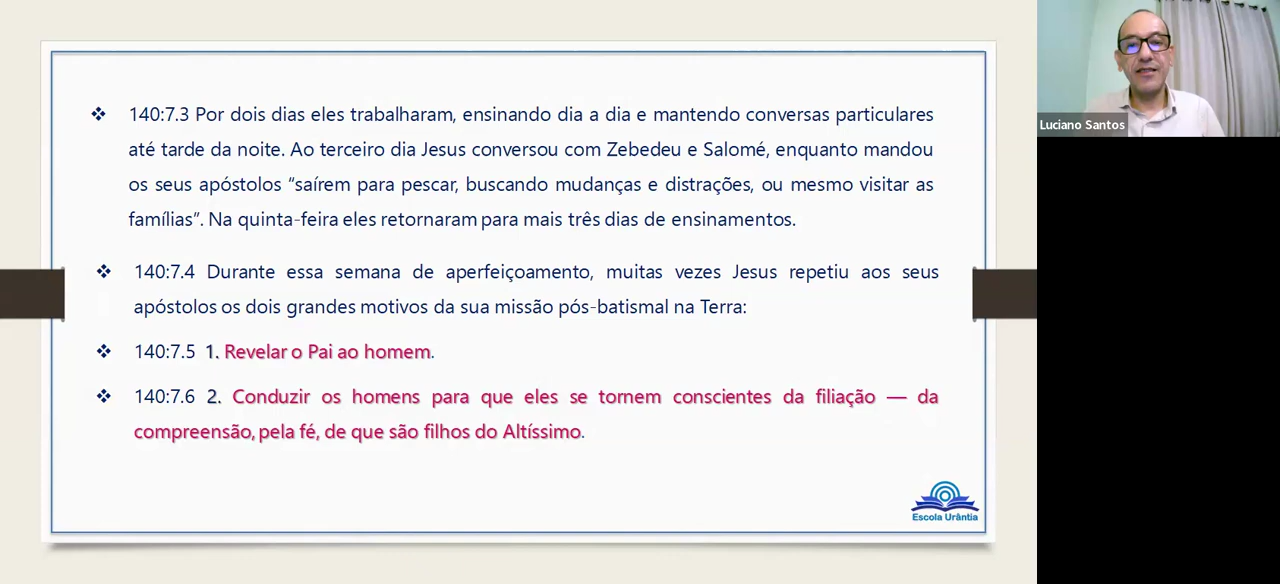 ❖ 140:7.3 Por dois dias eles trabalharam, ensinando dia a dia e mantendo conversas particulares
até tarde da noite. Ao terceiro dia Jesus conversou com Zebedeu e Salomé, enquanto mandou
os seus apóstolos “saírem para pescar, buscando mudanças e distrações, ou mesmo visitar as
famílias”. Na quinta-feira eles retornaram para mais três dias de ensinamentos.
❖ 140:7.4 Durante essa semana de aperfeiçoamento, muitas vezes Jesus repetiu aos seus
apóstolos os dois grandes motivos da sua missão pós-batismal na Terra:
❖ 140:7.5 1. Revelar o Pai ao homem.
❖ 140:7.6 2. Conduzir os homens para que eles se tornem conscientes da filiação — da
compreensão, pela fé, de que são filhos do Altíssimo.
Escola Urântia
Luciano Santos